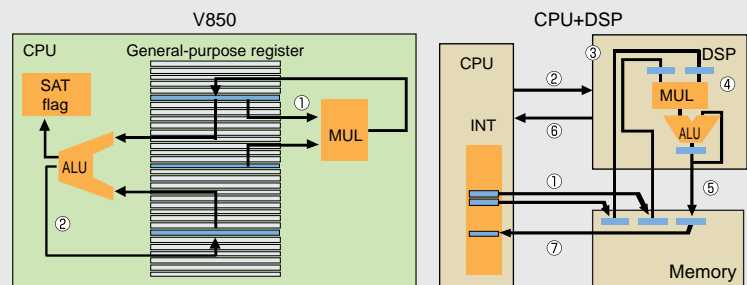 V850
CPU
General-purpose register
SAT
flag
①
MUL
ALU
②
CPU+DSP
CPU
③
DSP
②
④
MUL
INT
⑥
ALU
①
⑤
⑦
Memory